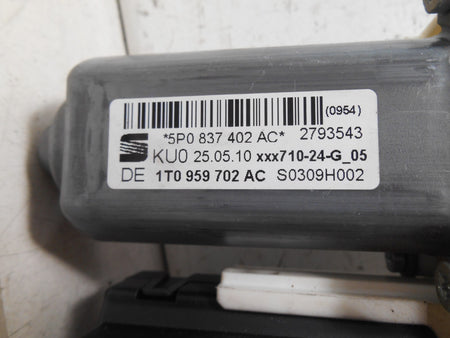 (0954)
*5P0 837 402 AC* 2793543
KU0 25.05.10 xxx710-24-G_05
DE 1T0 959 702 AC S0309H002